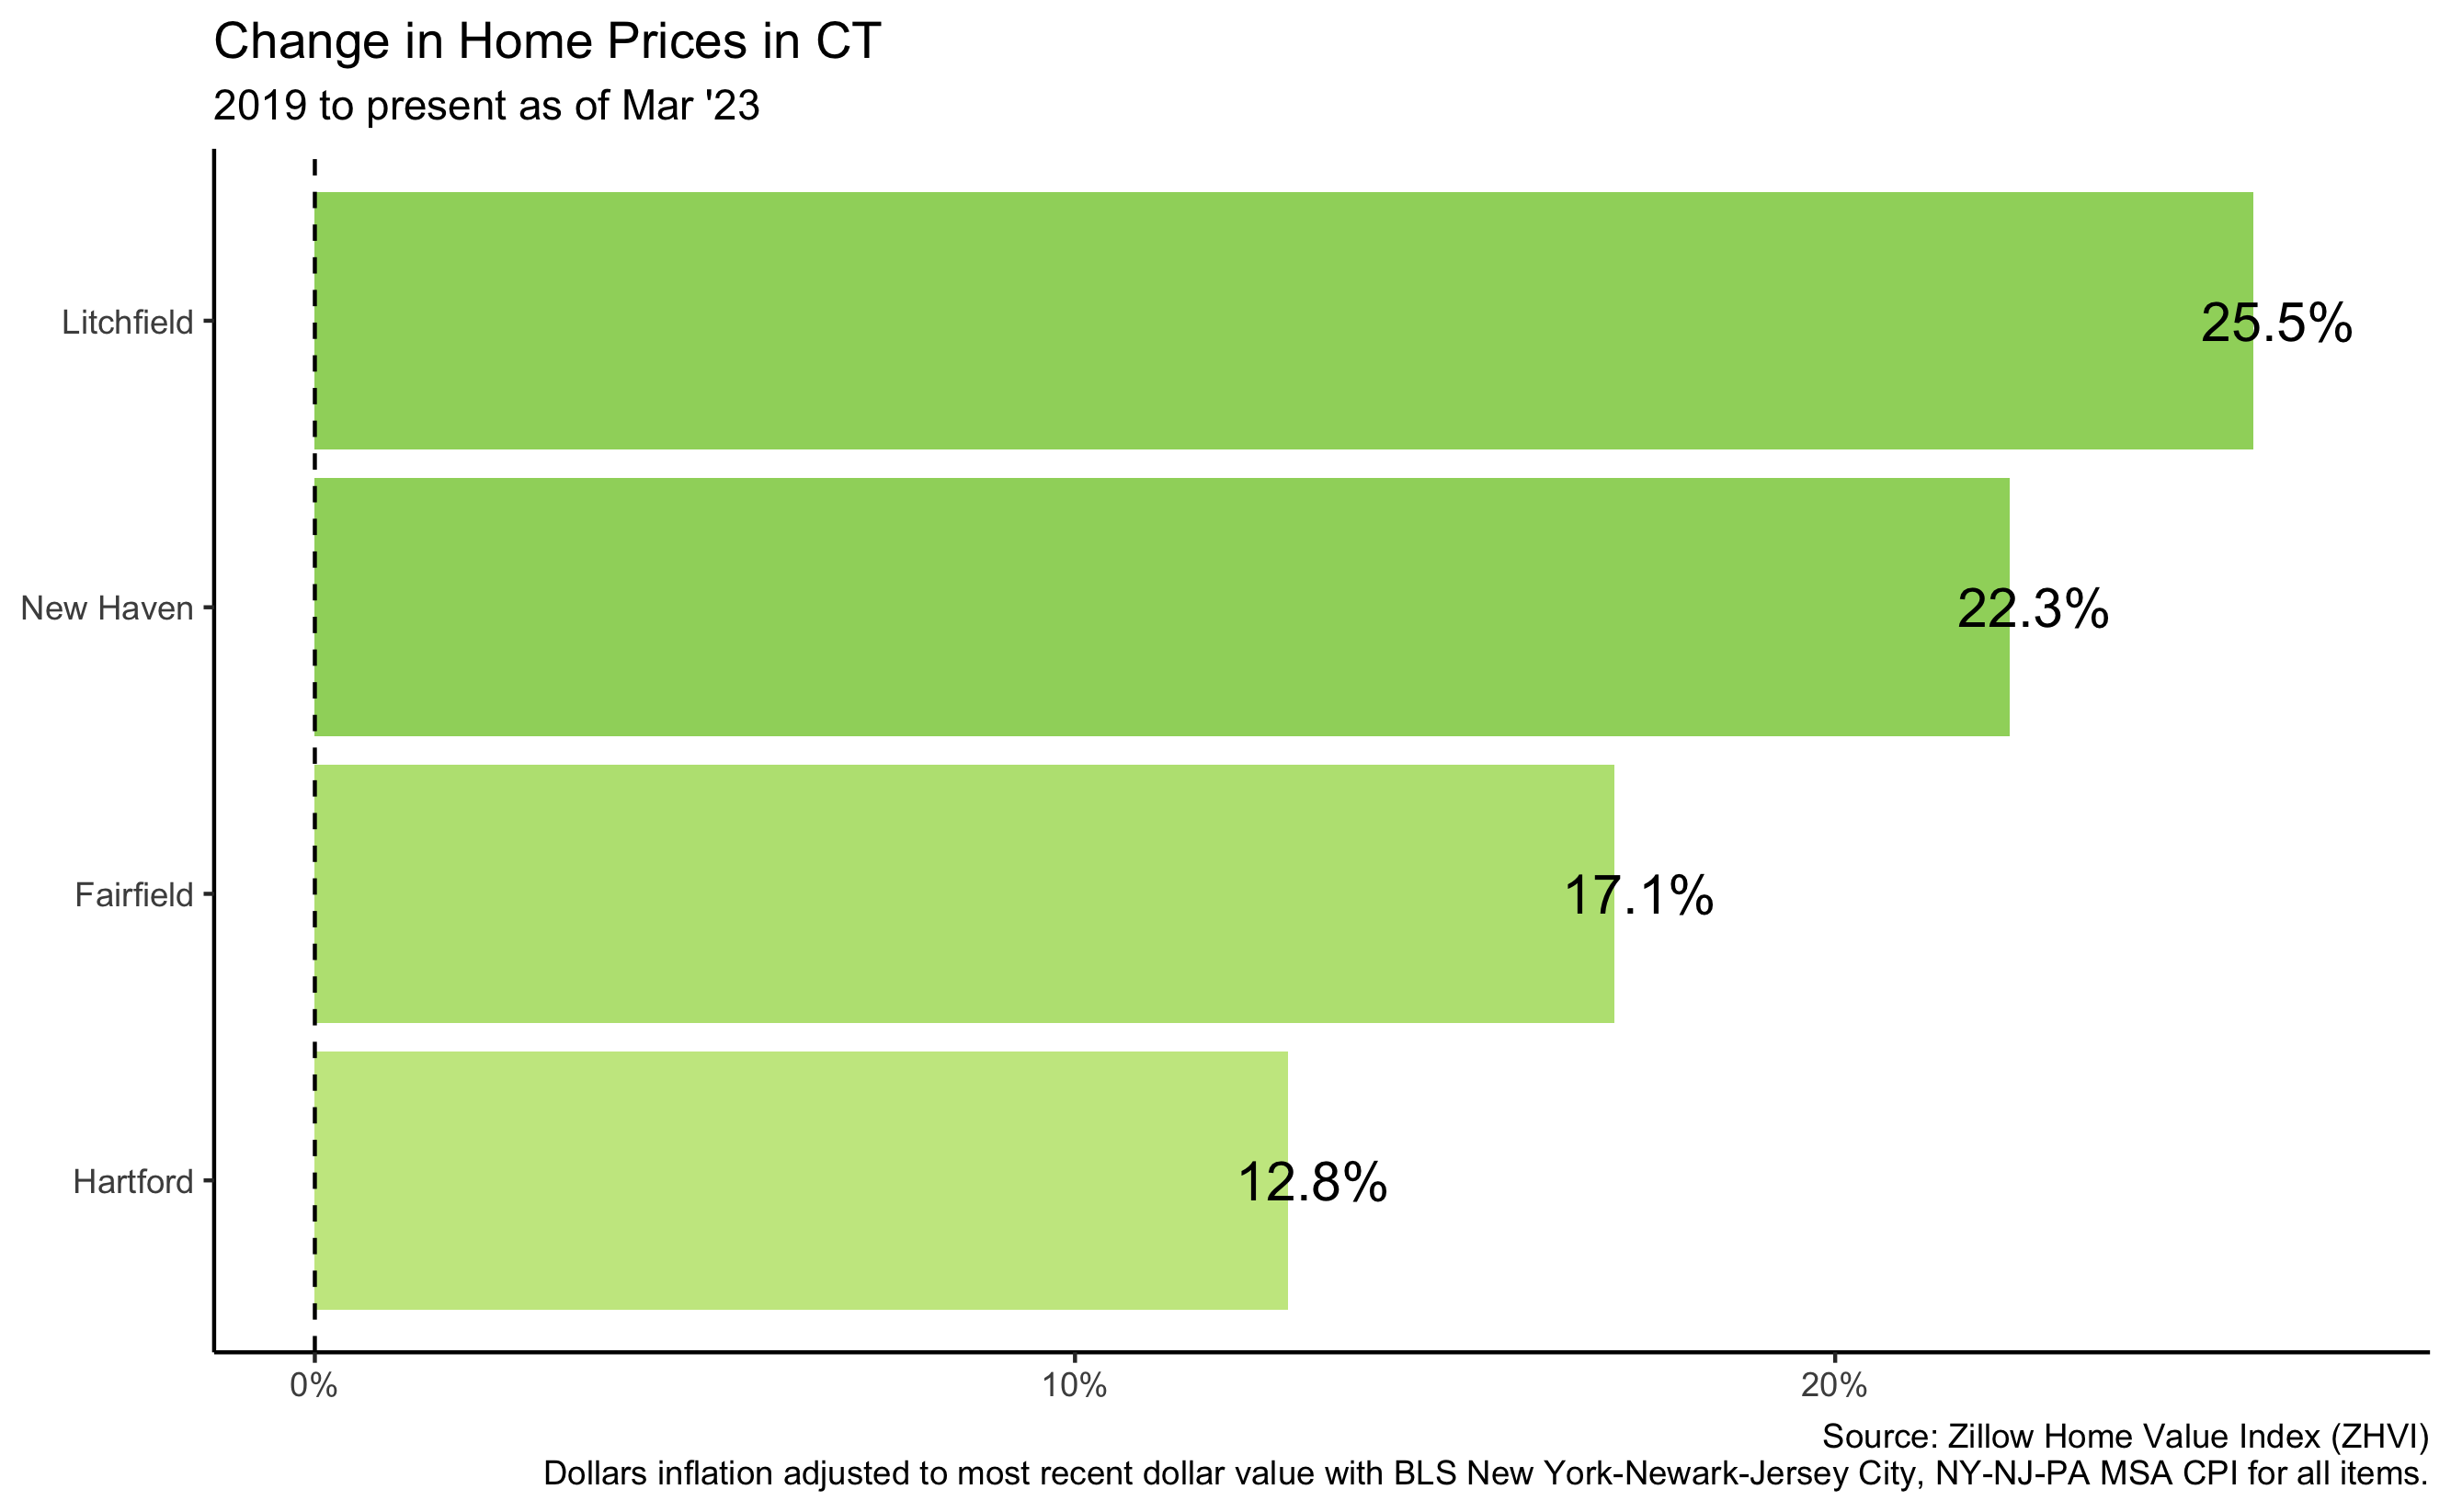 Change in Home Prices in CT
2019 to present as of Mar '23
Litchfield
25.5%
New Haven
22.3%
Fairfield
17.1%
Hartford
12.8%
0%
10%
20%
Source: Zillow Home Value Index (ZHVI)
Dollars inflation adjusted to most recent dollar value with BLS New York-Newark-Jersey City, NY-NJ-PA MSA CPI for all items.